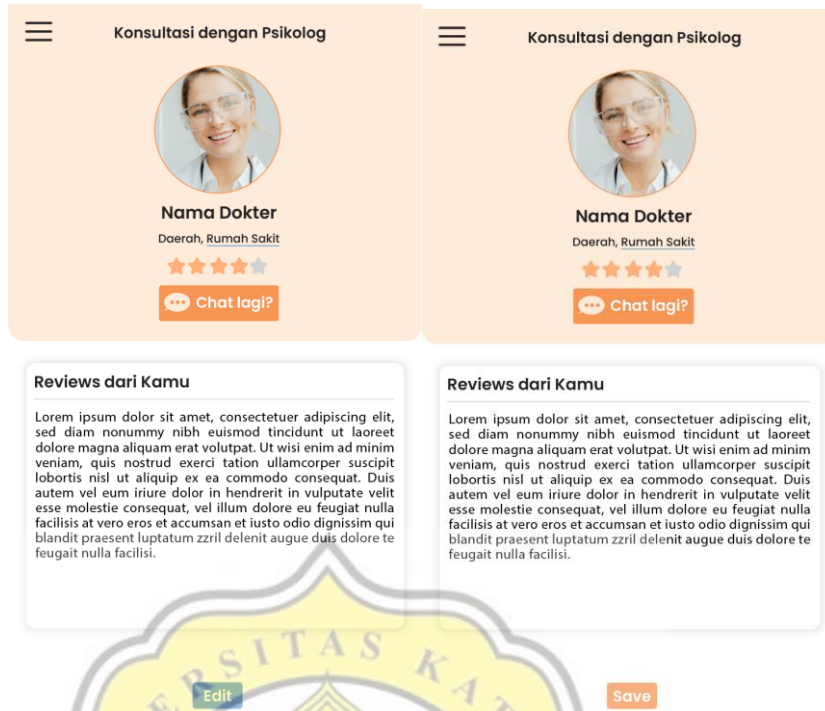 Konsultasi dengan Psikolog
Nama Dokter
Daerah, Rumah Sakit
Chat lagi?
Reviews dari Kamu
Lorem ipsum dolor sit amet, consectetuer adipiscing elit,
sed diam nonummy nibh euismod tincidunt ut laoreet
dolore magna aliquam erat volutpat. Ut wisi enim ad minim
veniam, quis nostrud exerci tation ullamcorper suscipit
lobortis nisl ut aliquip ex ea commodo consequat. Duis
autem vel eum iriure dolor in hendrerit in vulputate velit
esse molestie consequat, vel illum dolore eu feugiat nulla
facilisis at vero eros et accumsan et iusto odio dignissim qui
blandit praesent luptatum zzril delenit augue duis dolore te
feugait nulla facilisi.
Edit
Konsultasi dengan Psikolog
Nama Dokter
Daerah, Rumah Sakit
Chat lagi?
Reviews dari Kamu
Lorem ipsum dolor sit amet, consectetuer adipiscing elit,
sed diam nonummy nibh euismod tincidunt ut laoreet
dolore magna aliquam erat volutpat. Ut wisi enim ad minim
veniam, quis nostrud exerci tation ullamcorper suscipit
lobortis nisl ut aliquip ex ea commodo consequat. Duis
autem vel eum iriure dolor in hendrerit in vulputate velit
esse molestie consequat, vel illum dolore eu feugiat nulla
facilisis at vero eros et accumsan et iusto odio dignissim qui
blandit praesent luptatum zzril delenit augue duis dolore te
feugait nulla facilisi.
Save